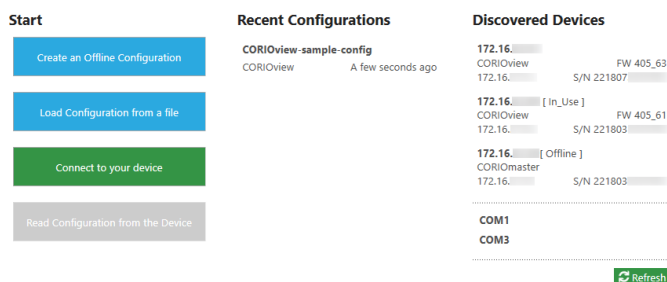 Start
Create an Offline Configuration
Load Configuration from a file
Connect to your device
Read Configuration from the Device
Recent Configurations
CORIOview-sample-config
CORIOview A few seconds ago
Discovered Devices
172.16.
CORIOview FW 405_63
172.16. S/N 221807
172.16. [ In_Use ]
CORIOview FW 405_61
172.16. S/N 221803
172.16. [ Offline ]
CORIOmaster
172.16. S/N 221803
COM1
COM3
Refresh